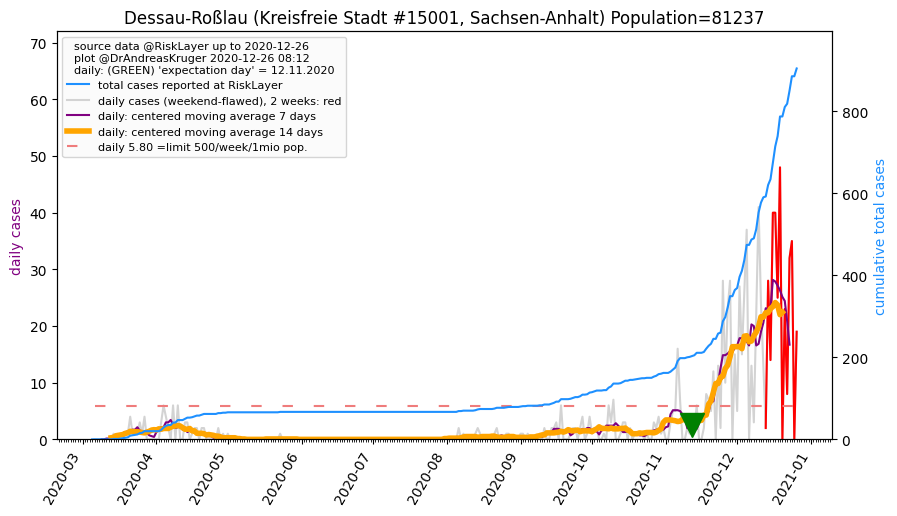 Dessau-Roßlau (Kreisfreie Stadt #15001, Sachsen-Anhalt) Population=81237
source data @RiskLayer up to 2020-12-26
plot @DrAndreasKruger 2020-12-26 08:12
daily: (GREEN) 'expectation day' = 12.11.2020
total cases reported at RiskLayer
daily cases (weekend-flawed), 2 weeks: red
daily: centered moving average 7 days
daily: centered moving average 14 days
daily 5.80 =limit 500/week/1mio pop.
daily cases
70
60
50
40
30
20
10
0
cumulative total cases
800
600
400
200
0
2020-03
2020-04
2020-05
2020-06
2020-07
2020-08
2020-09
2020-10
2020-11
2020-12
2021-01